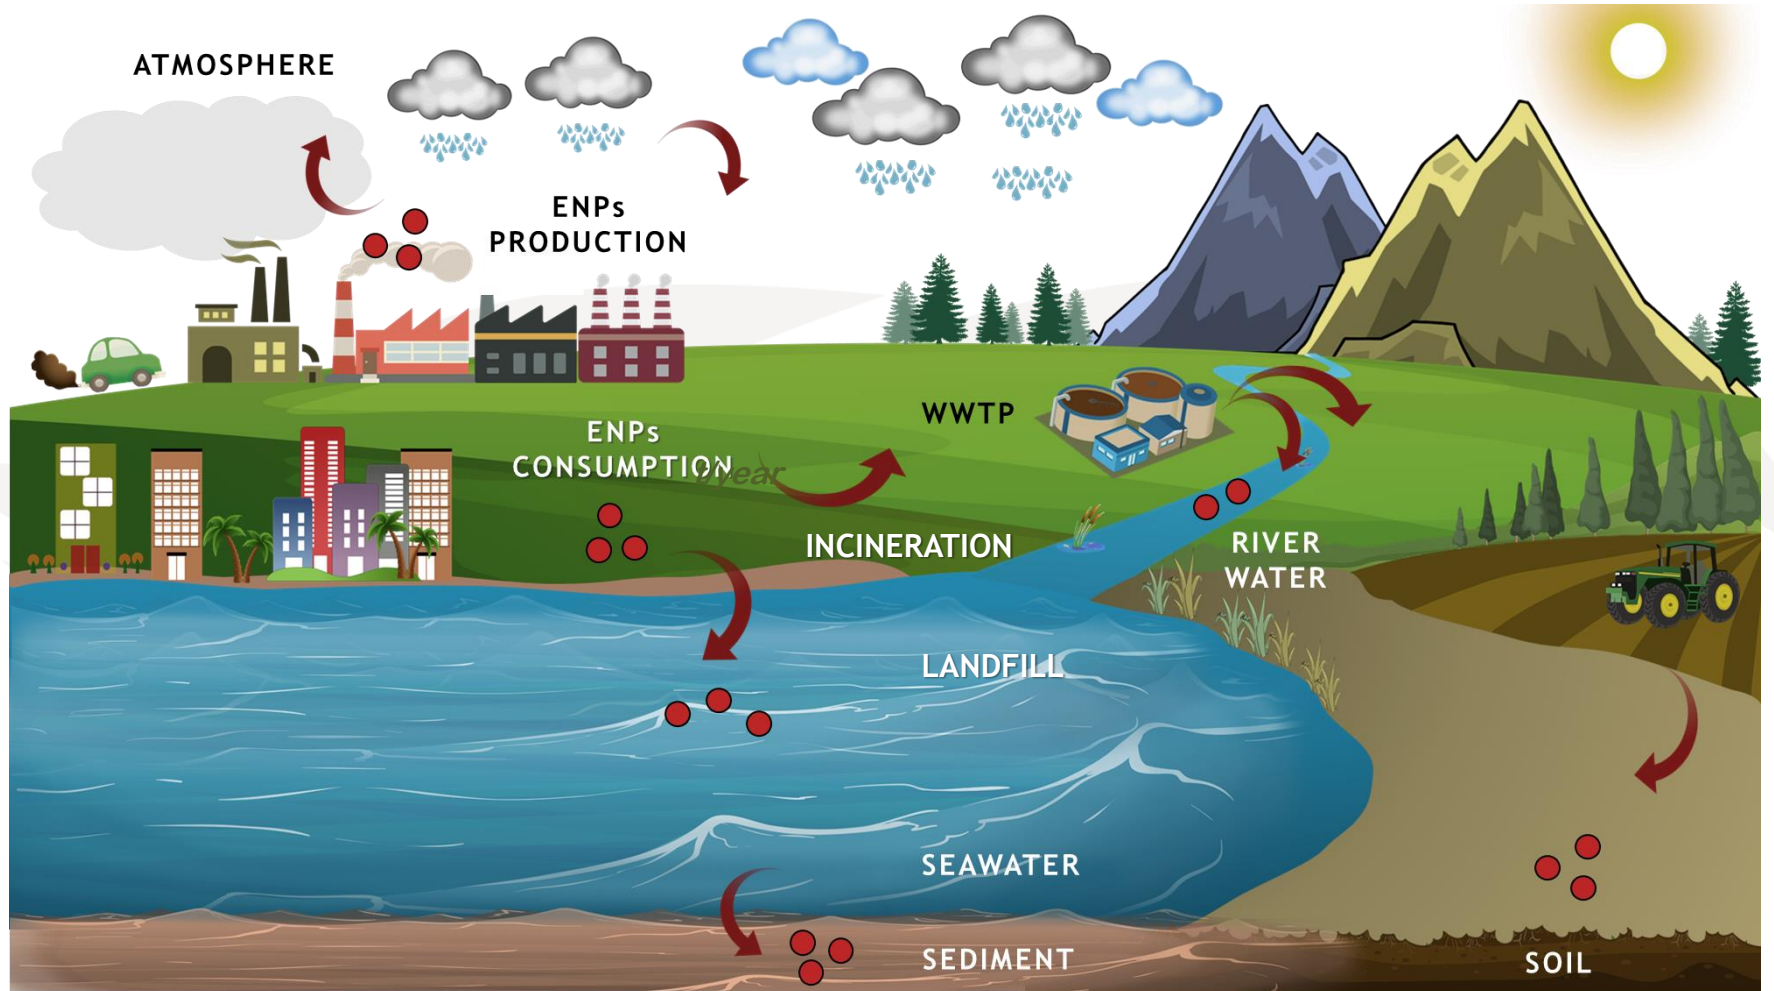 ATMOSPHERE
ENPs
PRODUCTION
WWTP
ENPs
CONSUMPTION
INCINERATION
RIVER
WATER
LANDFILL
SEAWATER
SEDIMENT
SOIL